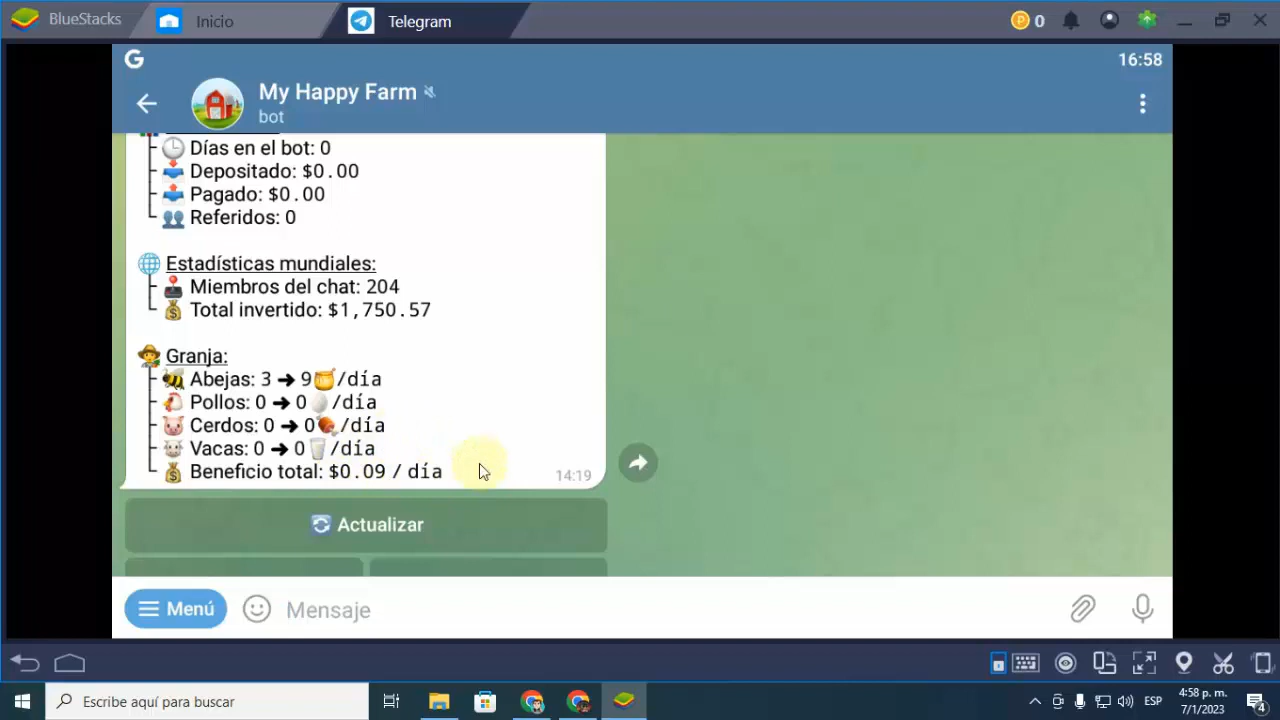 BlueStacks
Inicio
Telegram
0
G
16:58
My Happy Farm
bot
Días en el bot: 0
Depositado: $0.00
Pagado: $0.00
Referidos: 0
Estadísticas mundiales:
Miembros del chat: 204
Total invertido: $1,750.57
Granja:
Abejas: 3 ➜ 9🍯/día
Pollos: 0 ➜ 0🥚/día
Cerdos: 0 ➜ 0🍖/día
Vacas: 0 ➜ 0🥛/día
Beneficio total: $0.09 / día
14:19
Actualizar
Menú
Mensaje
Escribe aquí para buscar
ESP
4:58 p. m.
7/1/2023
4